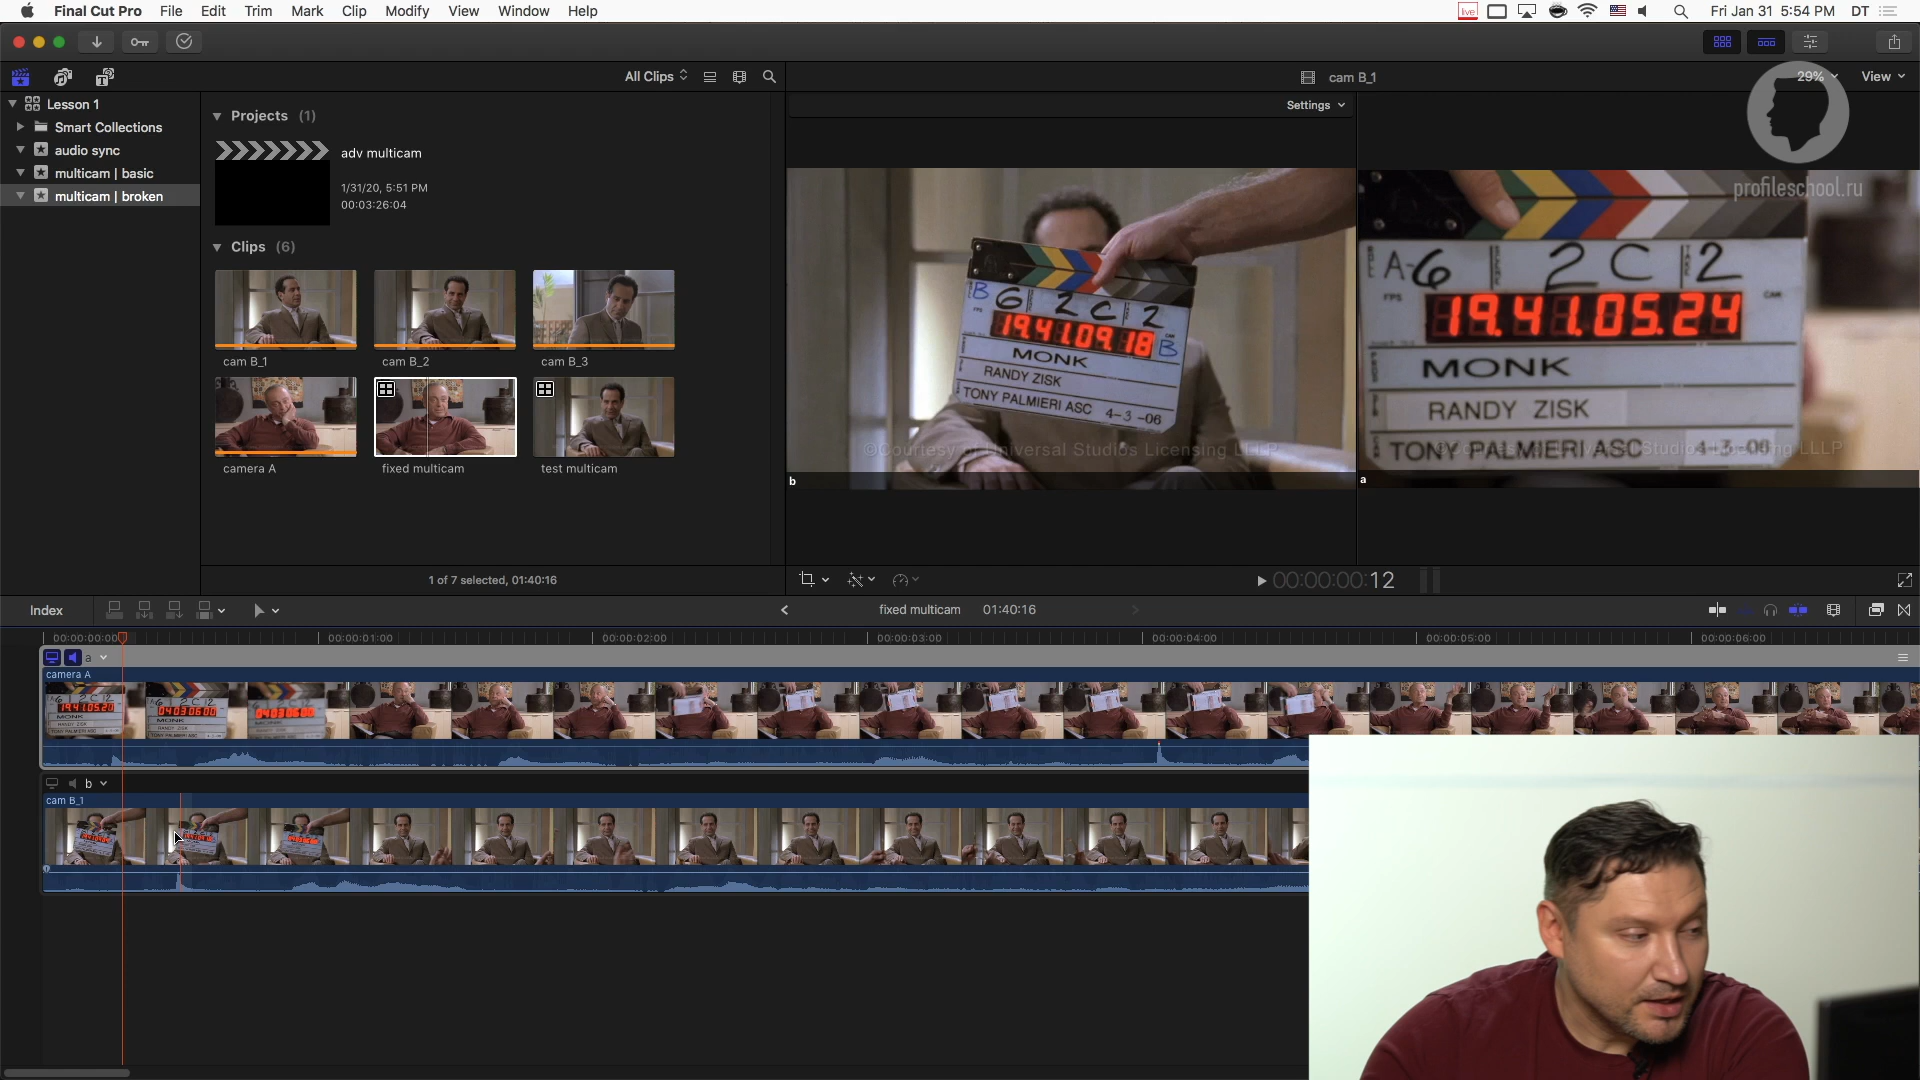 Final Cut Pro File Edit Trim Mark Clip Modify View Window Help
live Fri Jan 31 5:54 PM DT
All Clips
cam B_1
29%
View
Lesson 1
Smart Collections
audio sync
multicam | basic
multicam | broken
Projects (1)
adv multicam
1/31/20, 5:51 PM
00:03:26:04
Clips (6)
cam B_1
cam B_2
cam B_3
camera A
fixed multicam
test multicam
1 of 7 selected, 01:40:16
Settings
B 6 2 C 2
19.41.09.18 B
MONK
RANDY ZISK
TONY PALMIERI ASC 4-3-06
©Courtesy of Universal Studios Licensing LLLP
b
profileschool.ru
A-6 2 C 2
FPS
CAM
19.41.05.24
MONK
RANDY ZISK
TONY PALMIERI ASC 4-3-06
©Courtesy of Universal Studios Licensing LLLP
a
00:00:00:12
Index
fixed multicam 01:40:16
00:00:00:00
00:00:01:00
00:00:02:00
00:00:03:00
00:00:04:00
00:00:05:00
00:00:06:00
a
camera A
b
cam B_1